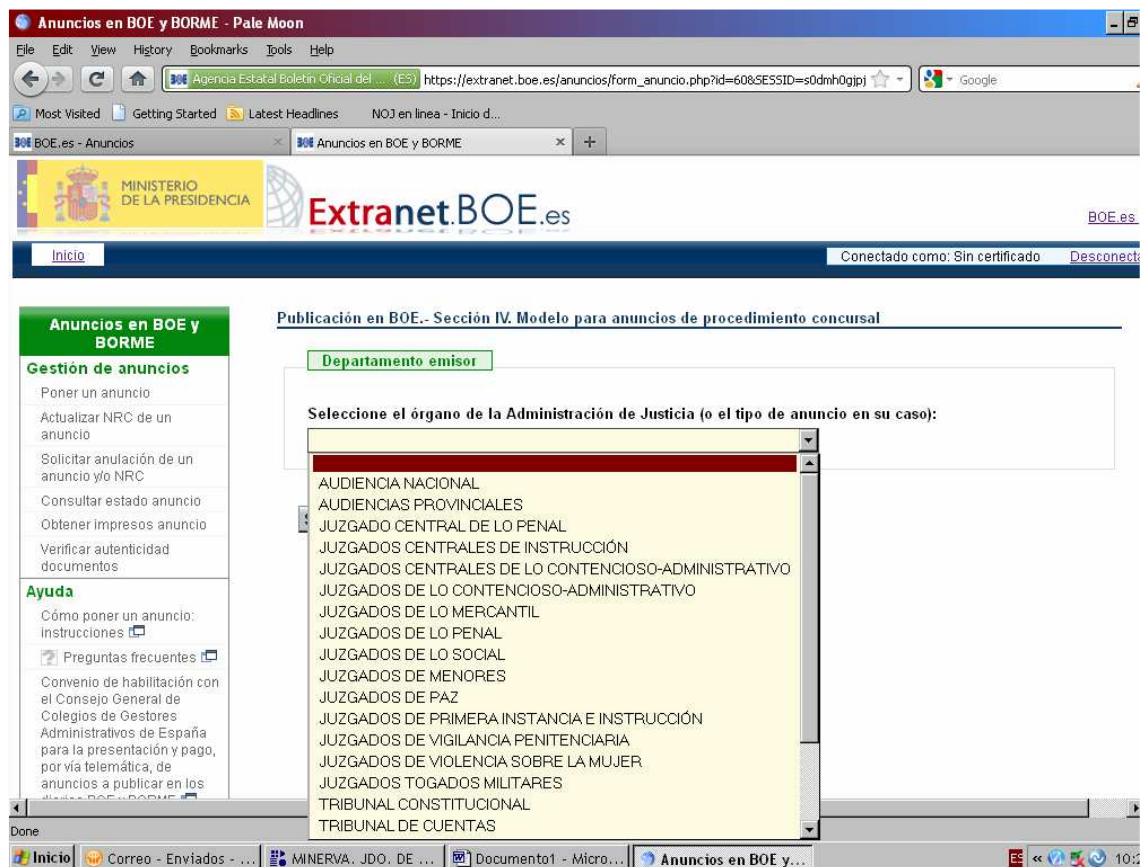 Anuncios en BOE y BORME - Pale Moon
File Edit View History Bookmarks Tools Help
BOE Agencia Estatal Boletín Oficial del ... (ES) https://extranet.boe.es/anuncios/form_anuncio.php?id=60&SESSID=s0dmh0gjpj Google
Most Visited Getting Started Latest Headlines NOJ en linea - Inicio d...
BOE BOE.es - Anuncios BOE Anuncios en BOE y BORME
MINISTERIO
DE LA PRESIDENCIA
Extranet.BOE.es
BOE.es
Inicio Conectado como: Sin certificado Desconecta
Anuncios en BOE y
BORME
Gestión de anuncios
Poner un anuncio
Actualizar NRC de un
anuncio
Solicitar anulación de un
anuncio y/o NRC
Consultar estado anuncio
Obtener impresos anuncio
Verificar autenticidad
documentos
Ayuda
Cómo poner un anuncio:
instrucciones
Preguntas frecuentes
Convenio de habilitación con
el Consejo General de
Colegios de Gestores
Administrativos de España
para la presentación y pago,
por vía telemática, de
anuncios a publicar en los
diarios BOE y BORME
Publicación en BOE.- Sección IV. Modelo para anuncios de procedimiento concursal
Departamento emisor
Seleccione el órgano de la Administración de Justicia (o el tipo de anuncio en su caso):
AUDIENCIA NACIONAL
AUDIENCIAS PROVINCIALES
JUZGADO CENTRAL DE LO PENAL
JUZGADOS CENTRALES DE INSTRUCCIÓN
JUZGADOS CENTRALES DE LO CONTENCIOSO-ADMINISTRATIVO
JUZGADOS DE LO CONTENCIOSO-ADMINISTRATIVO
JUZGADOS DE LO MERCANTIL
JUZGADOS DE LO PENAL
JUZGADOS DE LO SOCIAL
JUZGADOS DE MENORES
JUZGADOS DE PAZ
JUZGADOS DE PRIMERA INSTANCIA E INSTRUCCIÓN
JUZGADOS DE VIGILANCIA PENITENCIARIA
JUZGADOS DE VIOLENCIA SOBRE LA MUJER
JUZGADOS TOGADOS MILITARES
TRIBUNAL CONSTITUCIONAL
TRIBUNAL DE CUENTAS
Done
Inicio Correo - Enviados - ... MINERVA. JDO. DE ... Documento1 - Micro... Anuncios en BOE y... ES